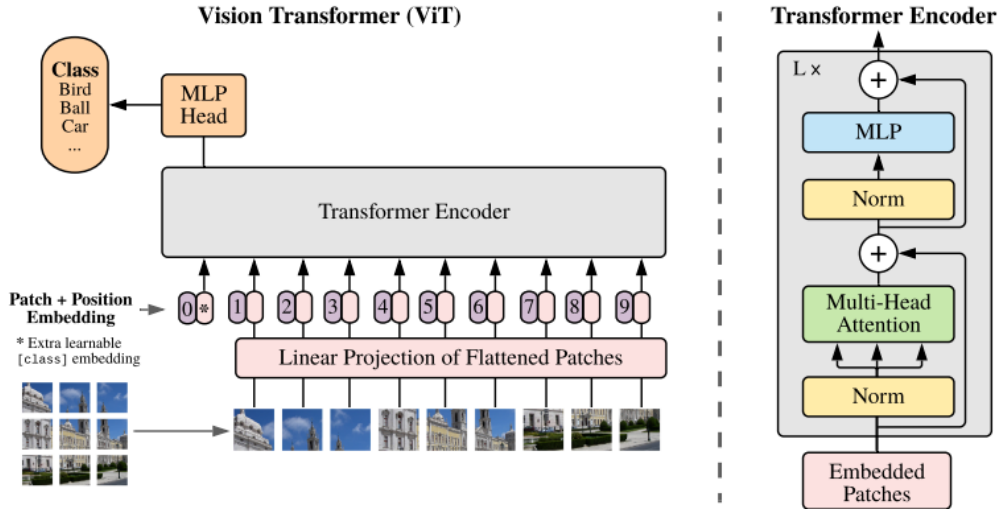 Vision Transformer (ViT)
Class
Bird
Ball
Car
...
MLP
Head
Transformer Encoder
Patch + Position
Embedding
* Extra learnable
[class] embedding
0 * 1 2 3 4 5 6 7 8 9
Linear Projection of Flattened Patches
Transformer Encoder
L ×
+
MLP
Norm
+
Multi-Head
Attention
Norm
Embedded
Patches